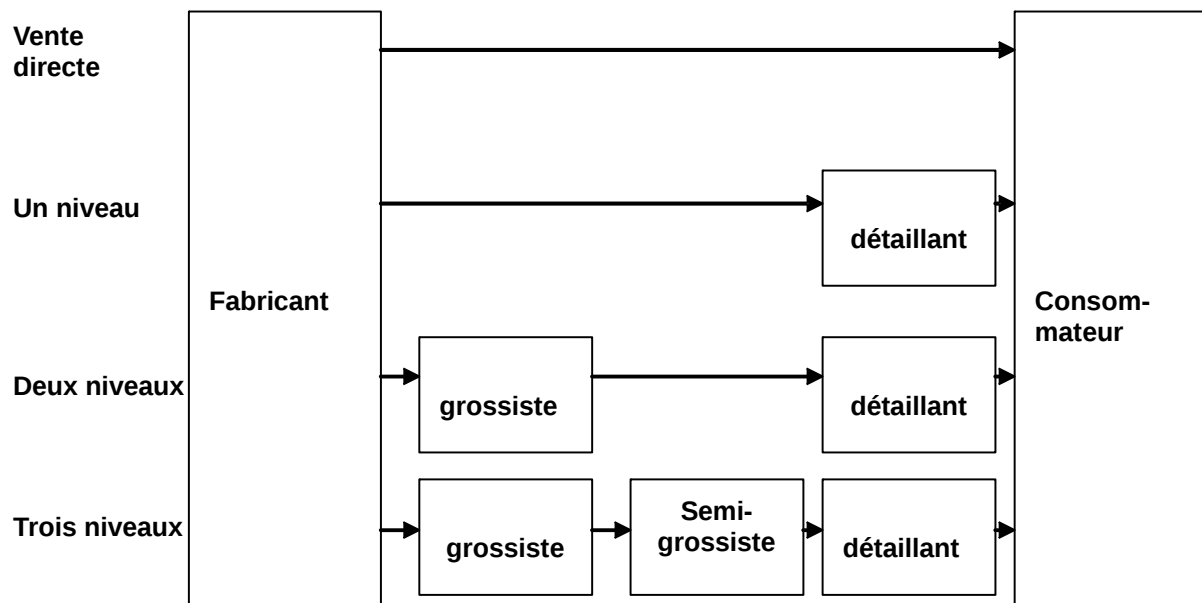 Vente
directe
Un niveau
détaillant
Fabricant
Consom-
mateur
Deux niveaux
grossiste
détaillant
Trois niveaux
grossiste
Semi-
grossiste
détaillant